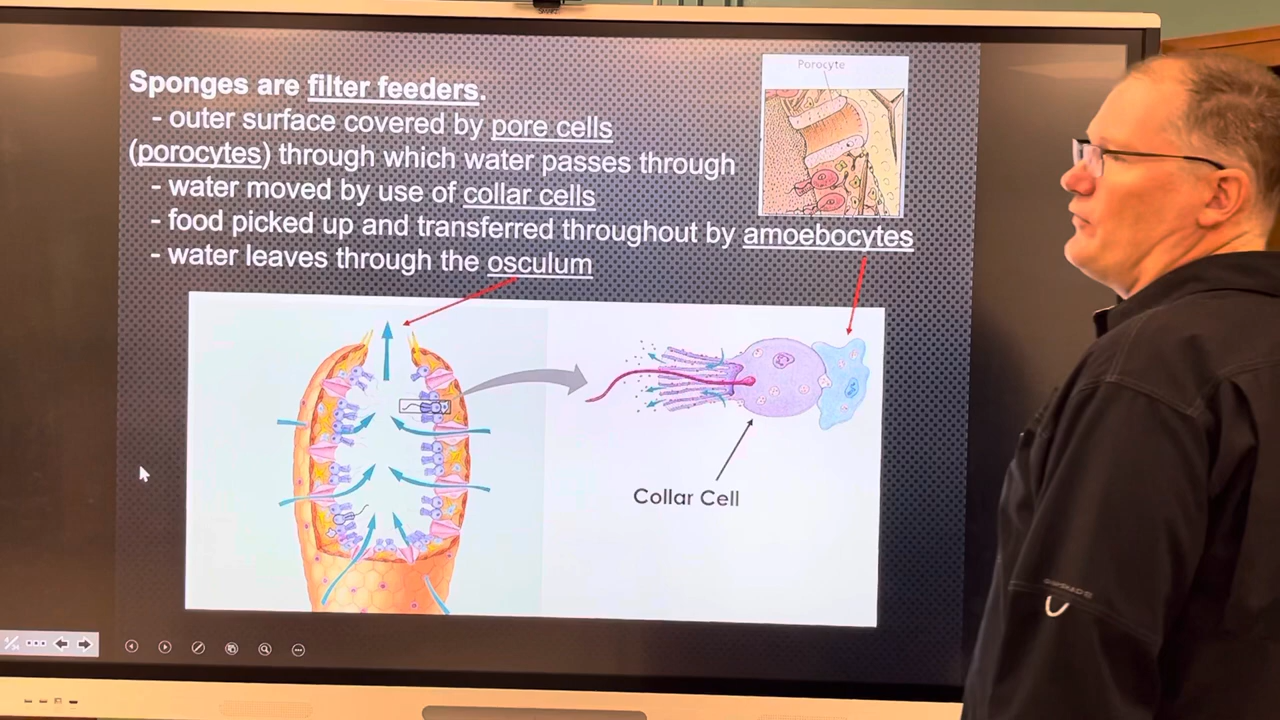 Sponges are filter feeders.
- outer surface covered by pore cells
(porocytes) through which water passes through
- water moved by use of collar cells
- food picked up and transferred throughout by amoebocytes
- water leaves through the osculum
Porocyte
Collar Cell